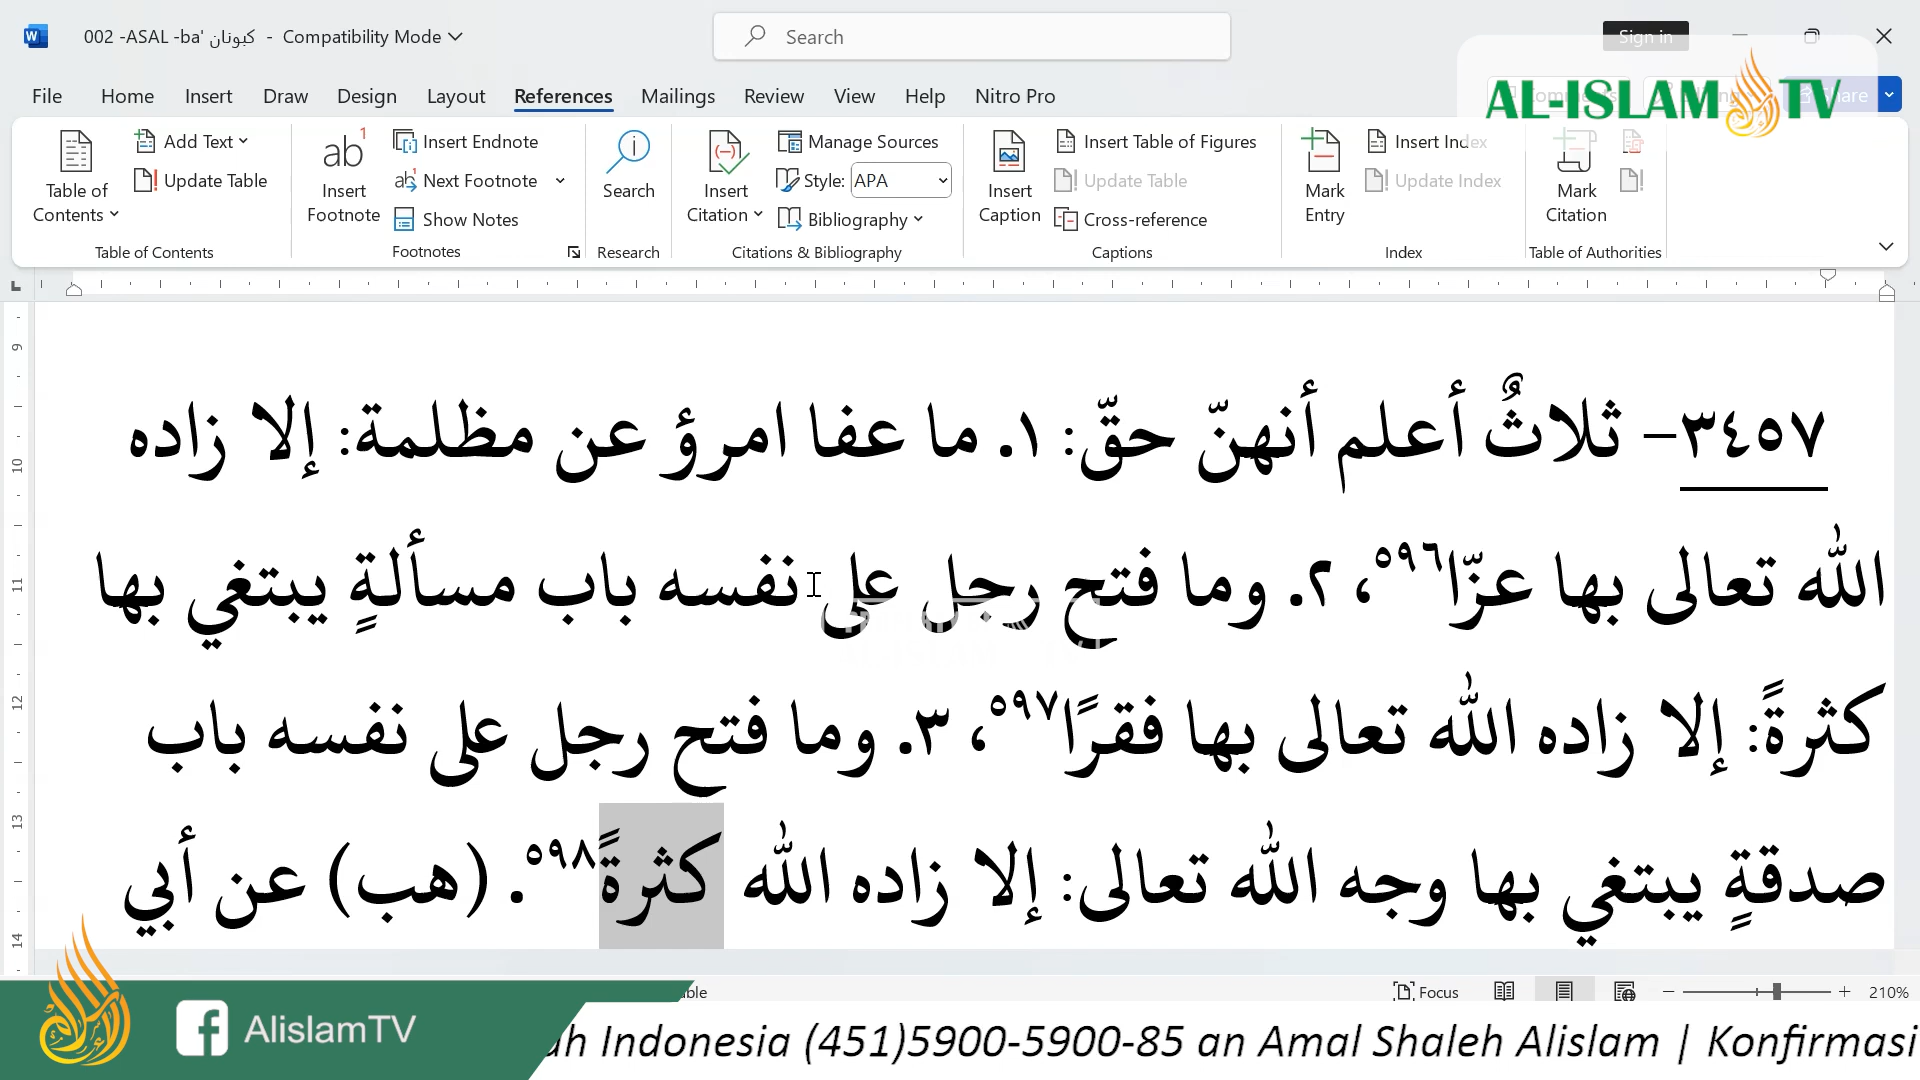 002 -ASAL -ba' كبونان - Compatibility Mode
Search
Sign in
File Home Insert Draw Design Layout References Mailings Review View Help Nitro Pro
AL-ISLAM TV
Table of Contents
Add Text
Update Table
Table of Contents
Insert Footnote
Insert Endnote
Next Footnote
Show Notes
Footnotes
Search
Research
Insert Citation
Manage Sources
Style: APA
Bibliography
Citations & Bibliography
Insert Caption
Insert Table of Figures
Update Table
Cross-reference
Captions
Mark Entry
Insert Index
Update Index
Index
Mark Citation
Table of Authorities
٣٤٥٧– ثلاثٌ أعلم أنهنّ حقّ: ١. ما عفا امرؤ عن مظلمة: إلا زاده
الله تعالى بها عزّا٥٩٦، ٢. وما فتح رجل على نفسه باب مسألةٍ يبتغي بها
كثرةً: إلا زاده الله تعالى بها فقرًا٥٩٧، ٣. وما فتح رجل على نفسه باب
صدقةٍ يبتغي بها وجه الله تعالى: إلا زاده الله كثرةً٥٩٨. (هب) عن أبي
Focus
210%
AlislamTV
ah Indonesia (451)5900-5900-85 an Amal Shaleh Alislam | Konfirmasi